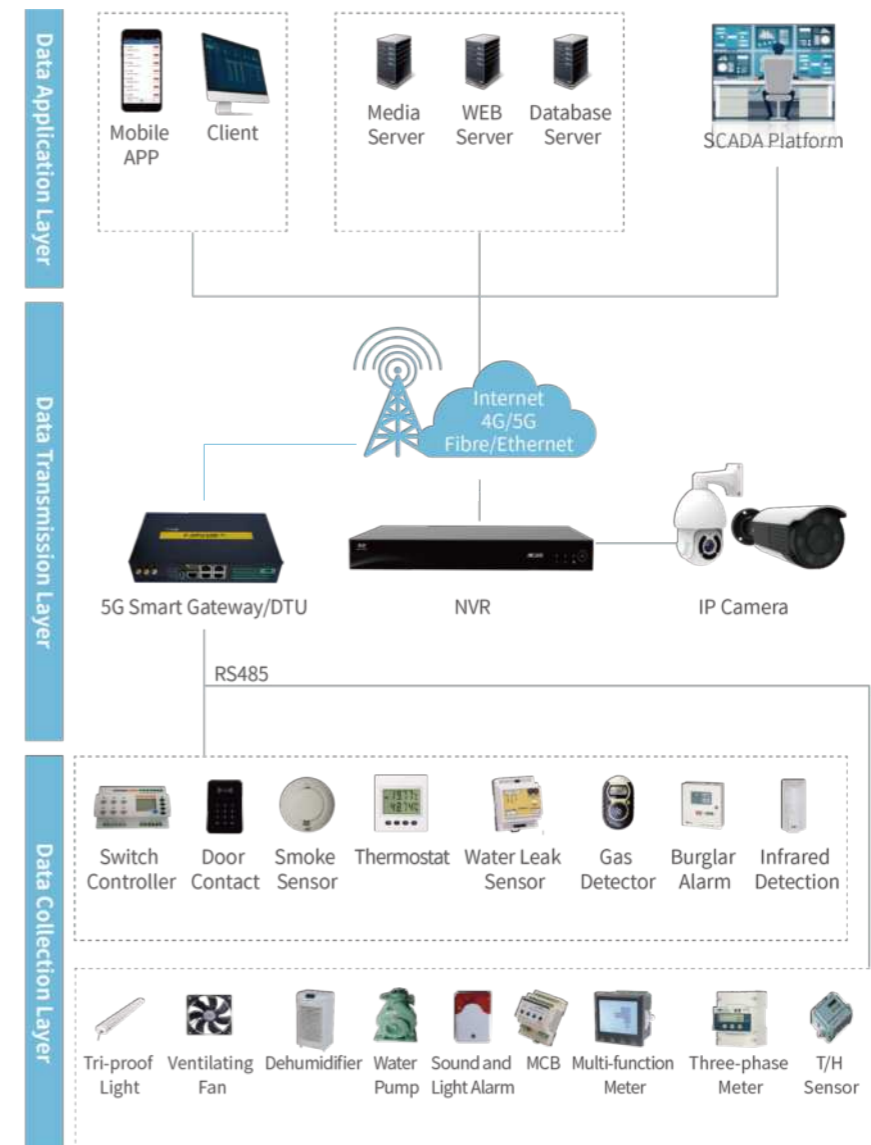 Data Application Layer
Mobile
APP
Client
Media
Server
WEB
Server
Database
Server
SCADA Platform
Data Transmission Layer
Internet
4G/5G
Fibre/Ethernet
5G Smart Gateway/DTU
NVR
IP Camera
RS485
Data Collection Layer
Switch
Controller
Door
Contact
Smoke
Sensor
Thermostat
Water Leak
Sensor
Gas
Detector
Burglar
Alarm
Infrared
Detection
Tri-proof
Light
Ventilating
Fan
Dehumidifier
Water
Pump
Sound and
Light Alarm
MCB
Multi-function
Meter
Three-phase
Meter
T/H
Sensor